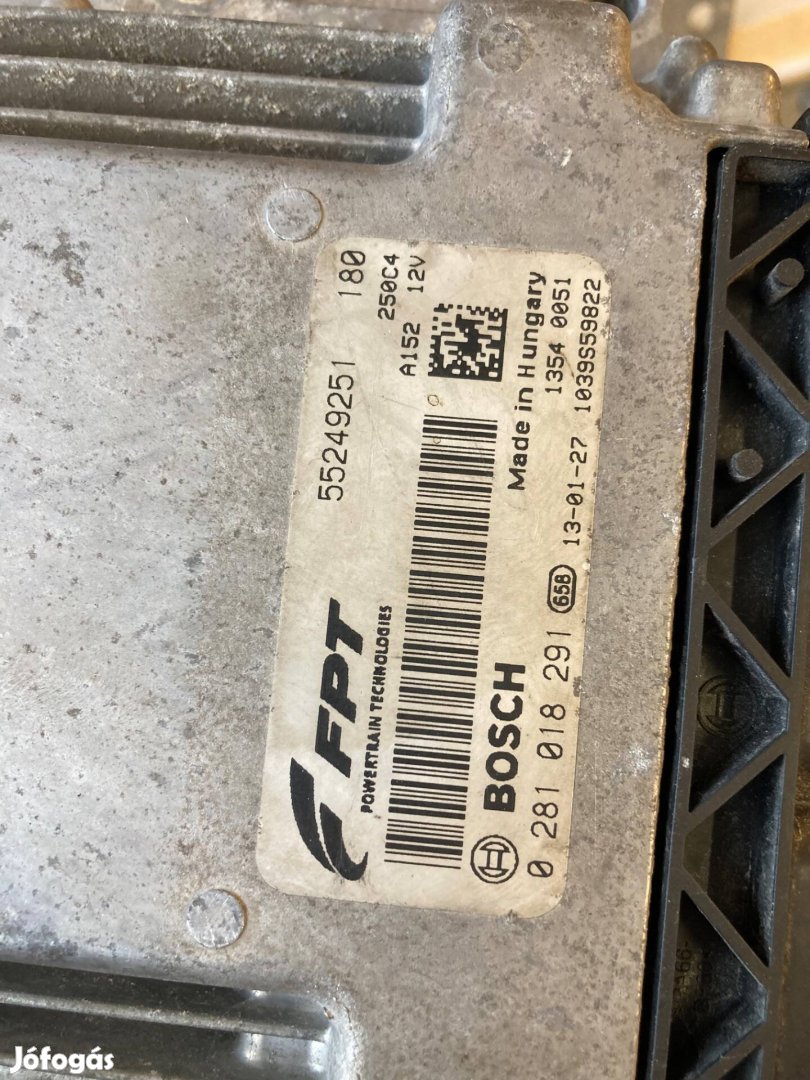 55249251 180
FPT
POWERTRAIN TECHNOLOGIES
250C4
A152 12V
BOSCH
Made in Hungary
0 281 018 291
1354 0051
658 13-01-27 1039S59822
Jófogás